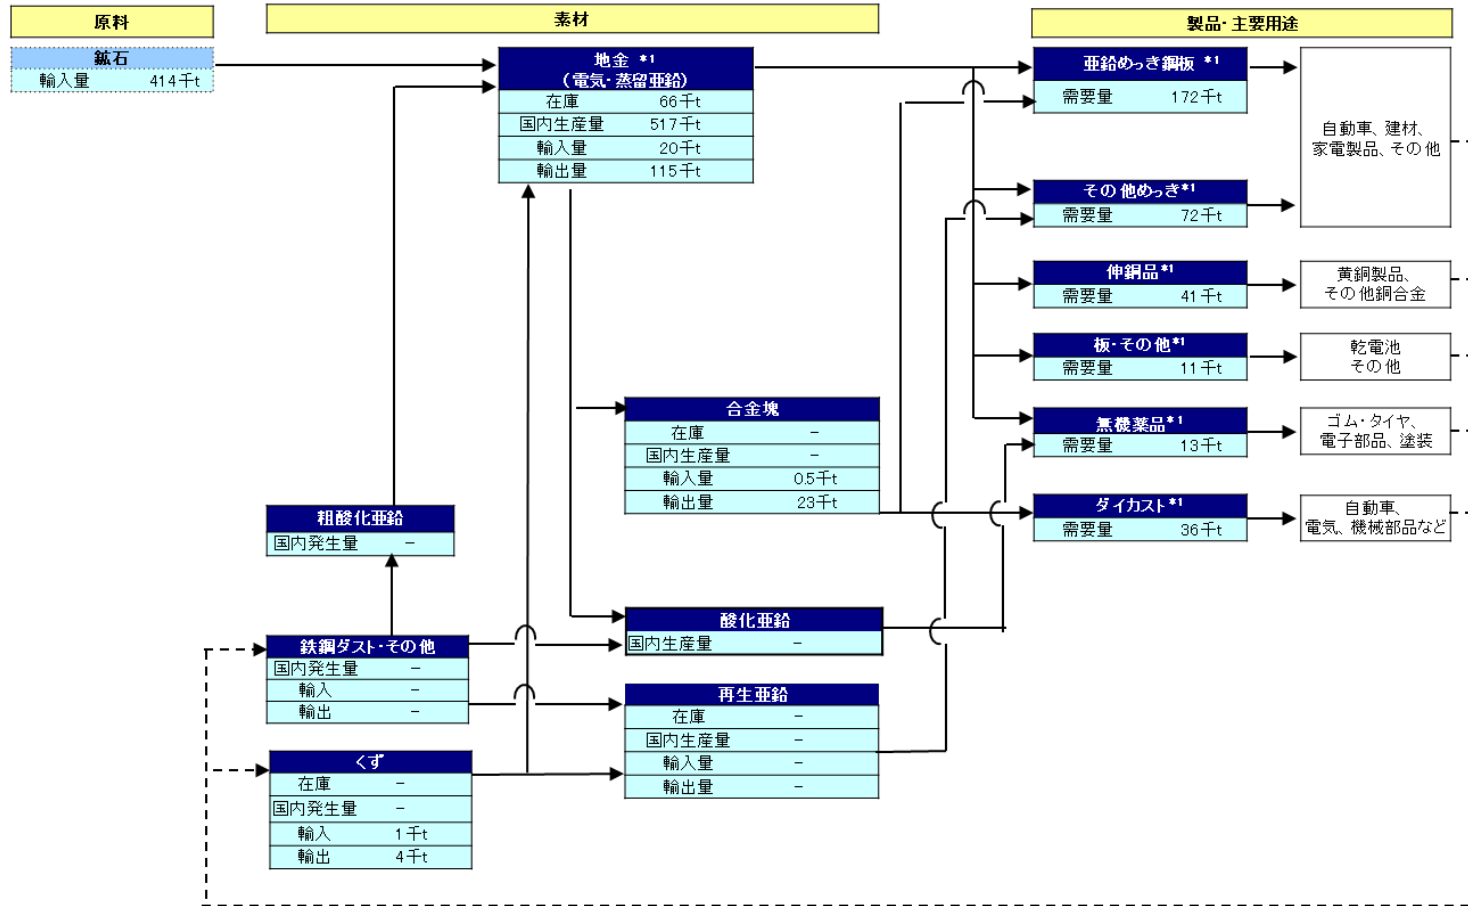 原料
素材
製品・主要用途
鉱石
輸入量 414千t
地金 *1
(電気・蒸留亜鉛)
在庫 66千t
国内生産量 517千t
輸入量 20千t
輸出量 115千t
亜鉛めっき鋼板 *1
需要量 172千t
自動車、建材、
家電製品、その他
その他めっき*1
需要量 72千t
伸銅品*1
需要量 41千t
黄銅製品、
その他銅合金
板・その他*1
需要量 11千t
乾電池
その他
合金塊
在庫 －
国内生産量 －
輸入量 0.5千t
輸出量 23千t
無機薬品*1
需要量 13千t
ゴム・タイヤ、
電子部品、塗装
ダイカスト*1
需要量 36千t
自動車、
電気、機械部品など
粗酸化亜鉛
国内発生量 －
酸化亜鉛
国内生産量 －
鉄鋼ダスト・その他
国内発生量 －
輸入 －
輸出 －
再生亜鉛
在庫 －
国内生産量 －
輸入量 －
輸出量 －
くず
在庫 －
国内発生量 －
輸入 1千t
輸出 4千t